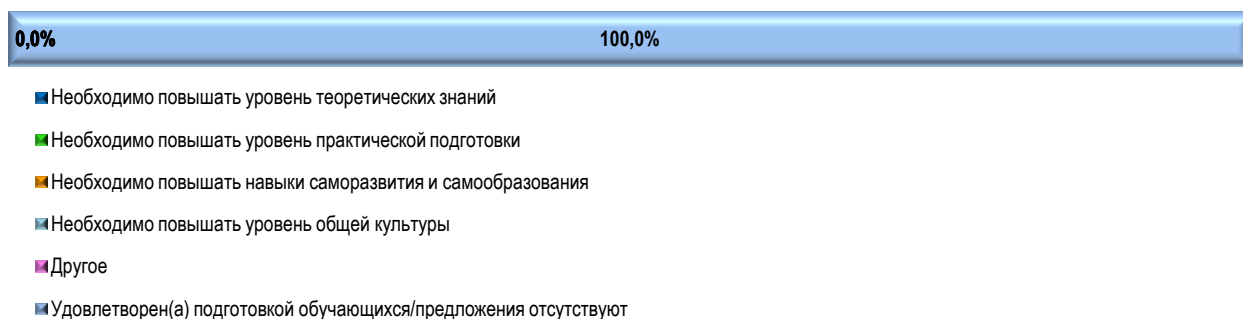 0,0% 100,0%
Необходимо повышать уровень теоретических знаний
Необходимо повышать уровень практической подготовки
Необходимо повышать навыки саморазвития и самообразования
Необходимо повышать уровень общей культуры
Другое
Удовлетворен(а) подготовкой обучающихся/предложения отсутствуют